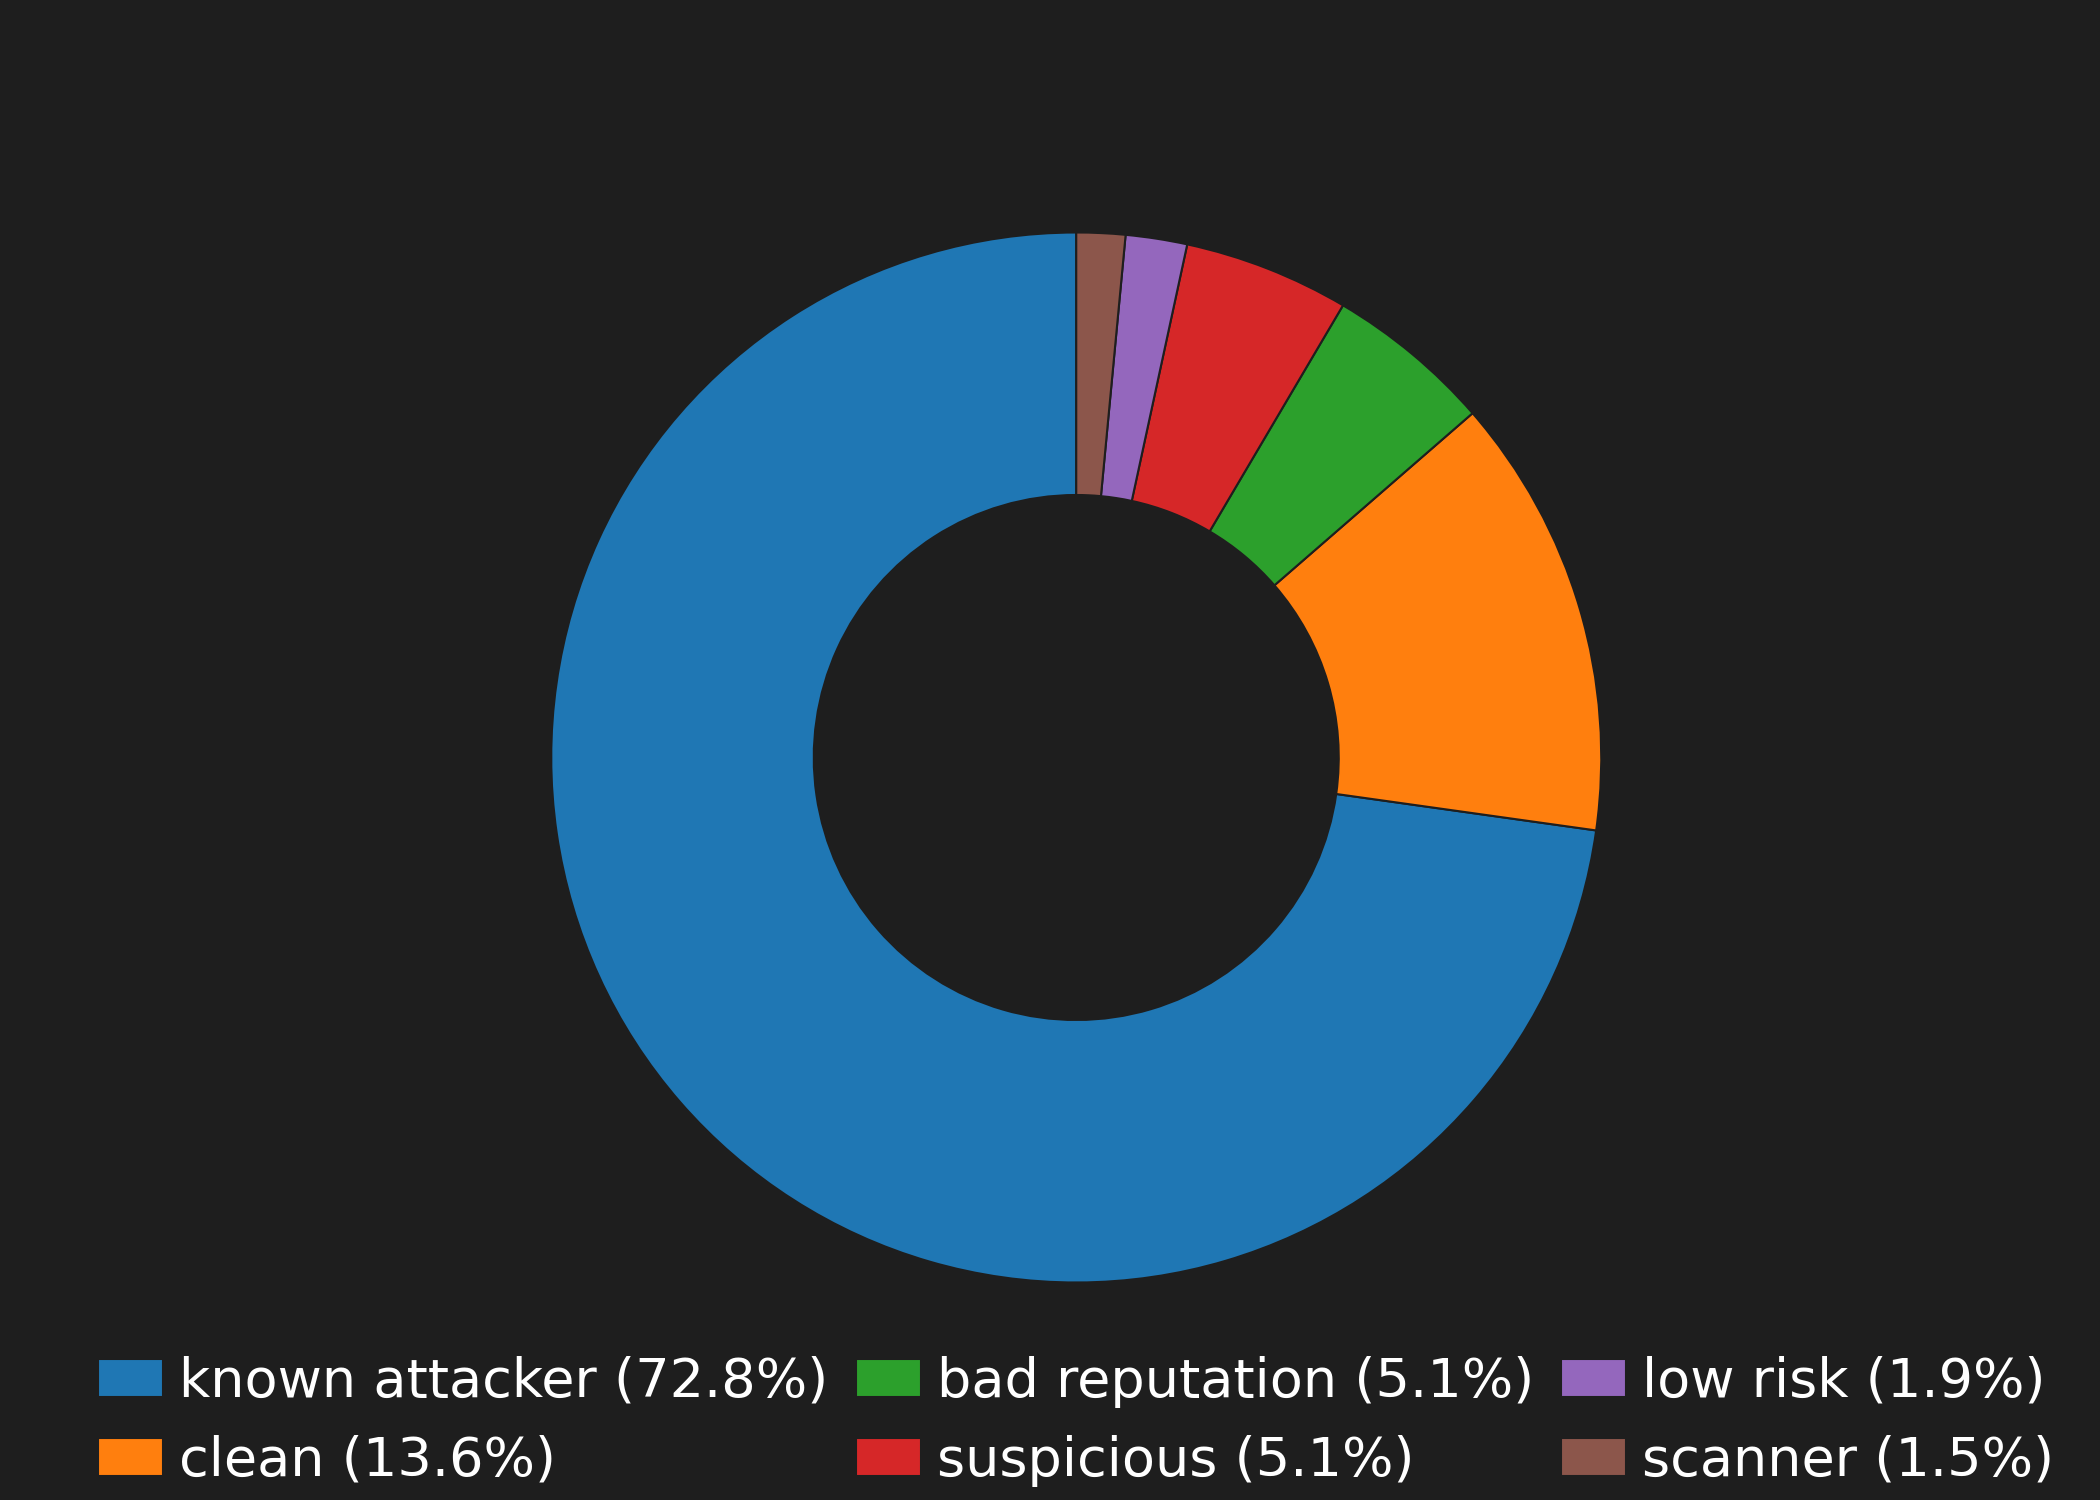 known attacker (72.8%)
clean (13.6%)
bad reputation (5.1%)
suspicious (5.1%)
low risk (1.9%)
scanner (1.5%)